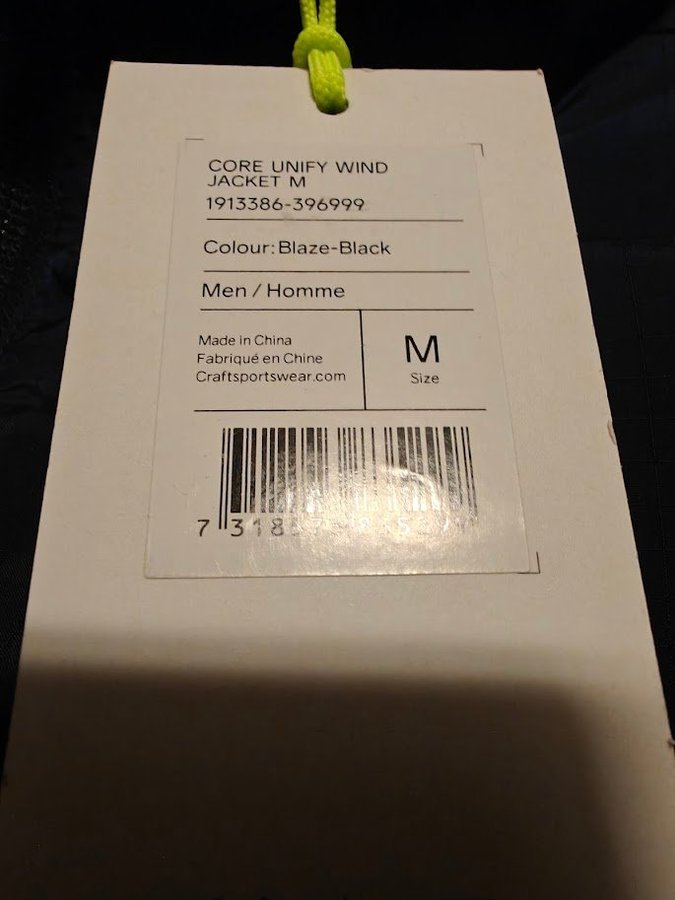 CORE UNIFY WIND
JACKET M
1913386-396999
Colour: Blaze-Black
Men / Homme
Made in China
Fabriqué en Chine
Craftsportswear.com
M
Size